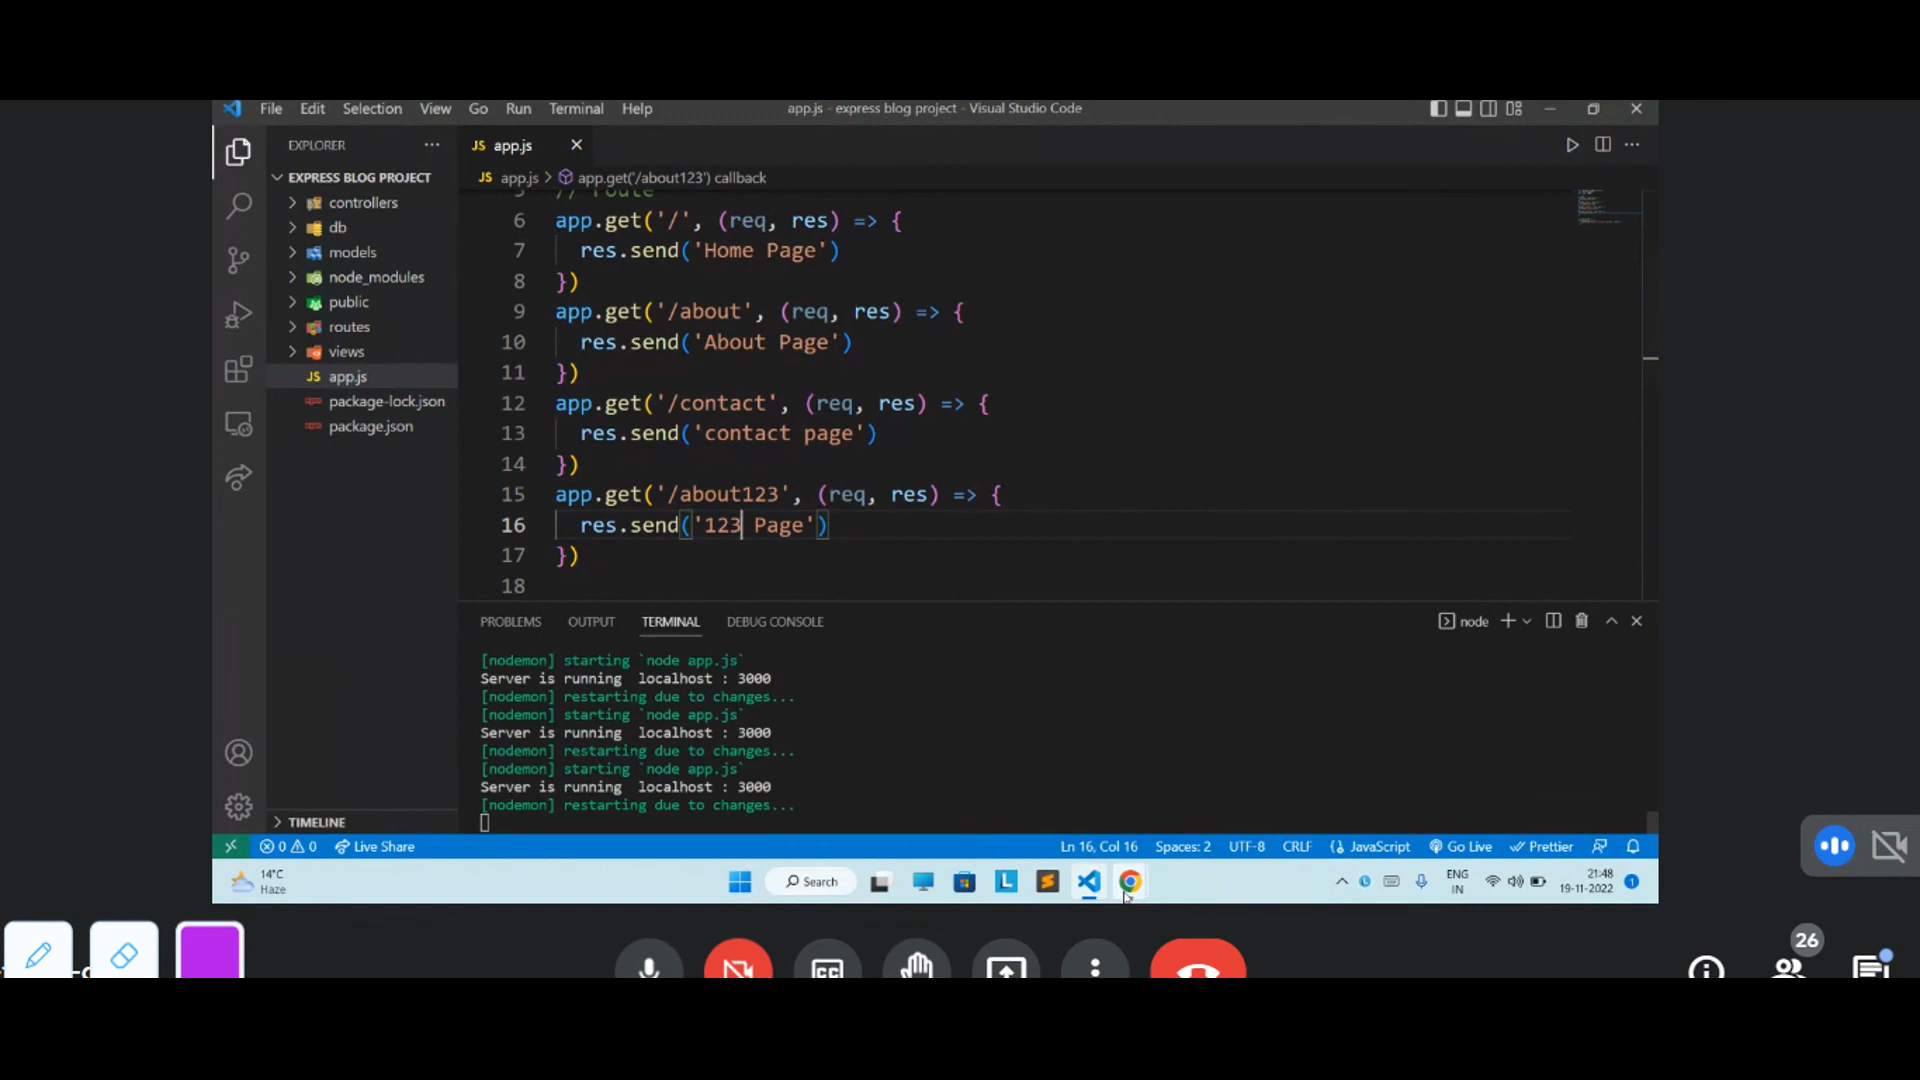 File Edit Selection View Go Run Terminal Help app.js - express blog project - Visual Studio Code
EXPLORER
JS app.js
JS app.js > app.get('/about123') callback
EXPRESS BLOG PROJECT
controllers
db
models
node_modules
public
routes
views
JS app.js
package-lock.json
package.json
TIMELINE
5 // route
6 app.get('/', (req, res) => {
7 res.send('Home Page')
8 })
9 app.get('/about', (req, res) => {
10 res.send('About Page')
11 })
12 app.get('/contact', (req, res) => {
13 res.send('contact page')
14 })
15 app.get('/about123', (req, res) => {
16 res.send('123 Page')
17 })
18
PROBLEMS OUTPUT TERMINAL DEBUG CONSOLE
node
[nodemon] starting `node app.js`
Server is running  localhost : 3000
[nodemon] restarting due to changes...
[nodemon] starting `node app.js`
Server is running  localhost : 3000
[nodemon] restarting due to changes...
[nodemon] starting `node app.js`
Server is running  localhost : 3000
[nodemon] restarting due to changes...
0 0 Live Share Ln 16, Col 16 Spaces: 2 UTF-8 CRLF JavaScript Go Live Prettier
14°C
Haze
Search
L
S
ENG
IN
21:48
19-11-2022
1
CC
26